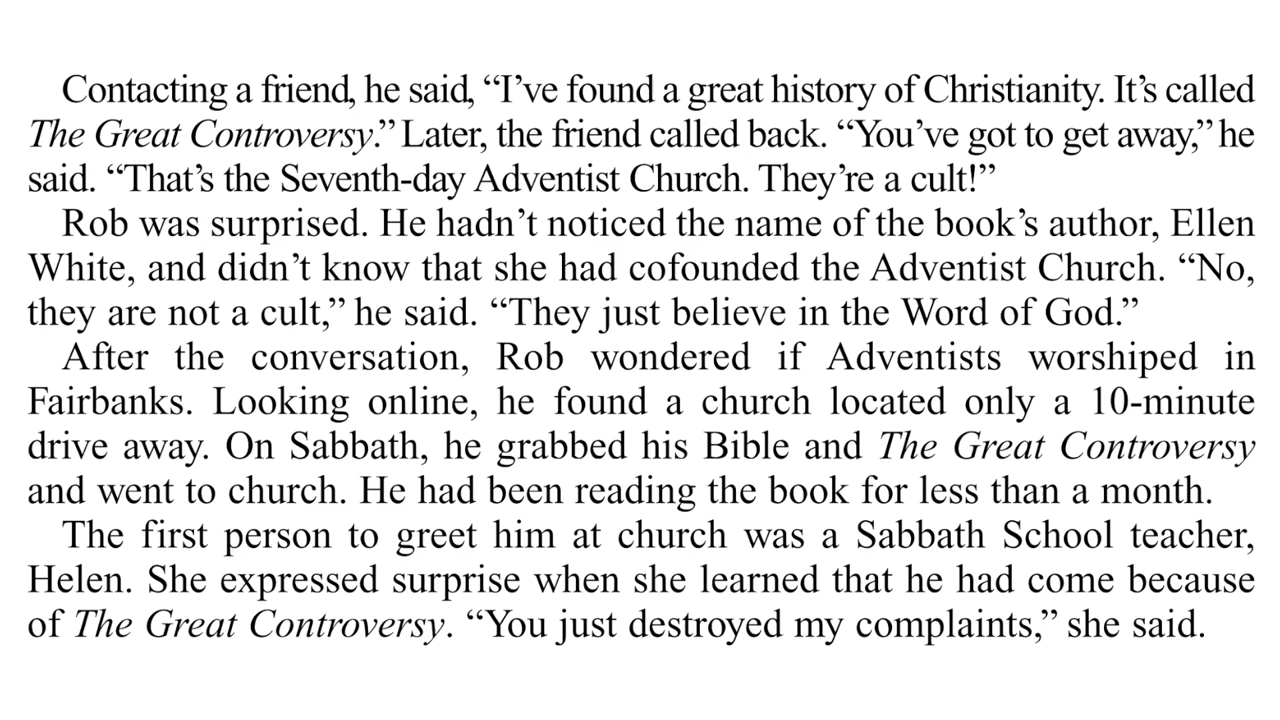 Contacting a friend, he said, “I’ve found a great history of Christianity. It’s called
The Great Controversy.” Later, the friend called back. “You’ve got to get away,” he
said. “That’s the Seventh-day Adventist Church. They’re a cult!”
Rob was surprised. He hadn’t noticed the name of the book’s author, Ellen
White, and didn’t know that she had cofounded the Adventist Church. “No,
they are not a cult,” he said. “They just believe in the Word of God.”
After the conversation, Rob wondered if Adventists worshiped in
Fairbanks. Looking online, he found a church located only a 10-minute
drive away. On Sabbath, he grabbed his Bible and The Great Controversy
and went to church. He had been reading the book for less than a month.
The first person to greet him at church was a Sabbath School teacher,
Helen. She expressed surprise when she learned that he had come because
of The Great Controversy. “You just destroyed my complaints,” she said.